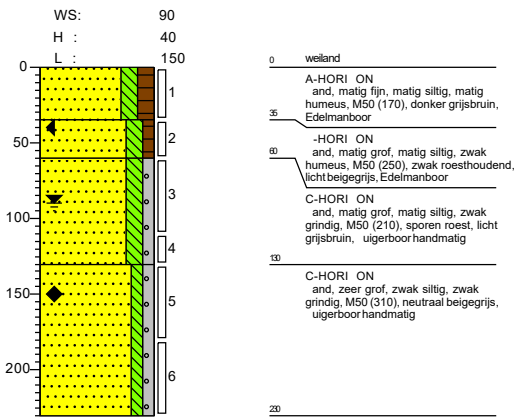 WS: 90
H : 40
L : 150
0
50
100
150
200
1
2
3
4
5
6
0 weiland
A-HORI ON
and, matig fijn, matig siltig, matig
humeus, M50 (170), donker grijsbruin,
Edelmanboor
35
-HORI ON
and, matig grof, matig siltig, zwak
humeus, M50 (250), zwak roesthoudend,
licht beigegrijs, Edelmanboor
60
C-HORI ON
and, matig grof, matig siltig, zwak
grindig, M50 (210), sporen roest, licht
grijsbruin, uigerboor handmatig
130
C-HORI ON
and, zeer grof, zwak siltig, zwak
grindig, M50 (310), neutraal beigegrijs,
uigerboor handmatig
230